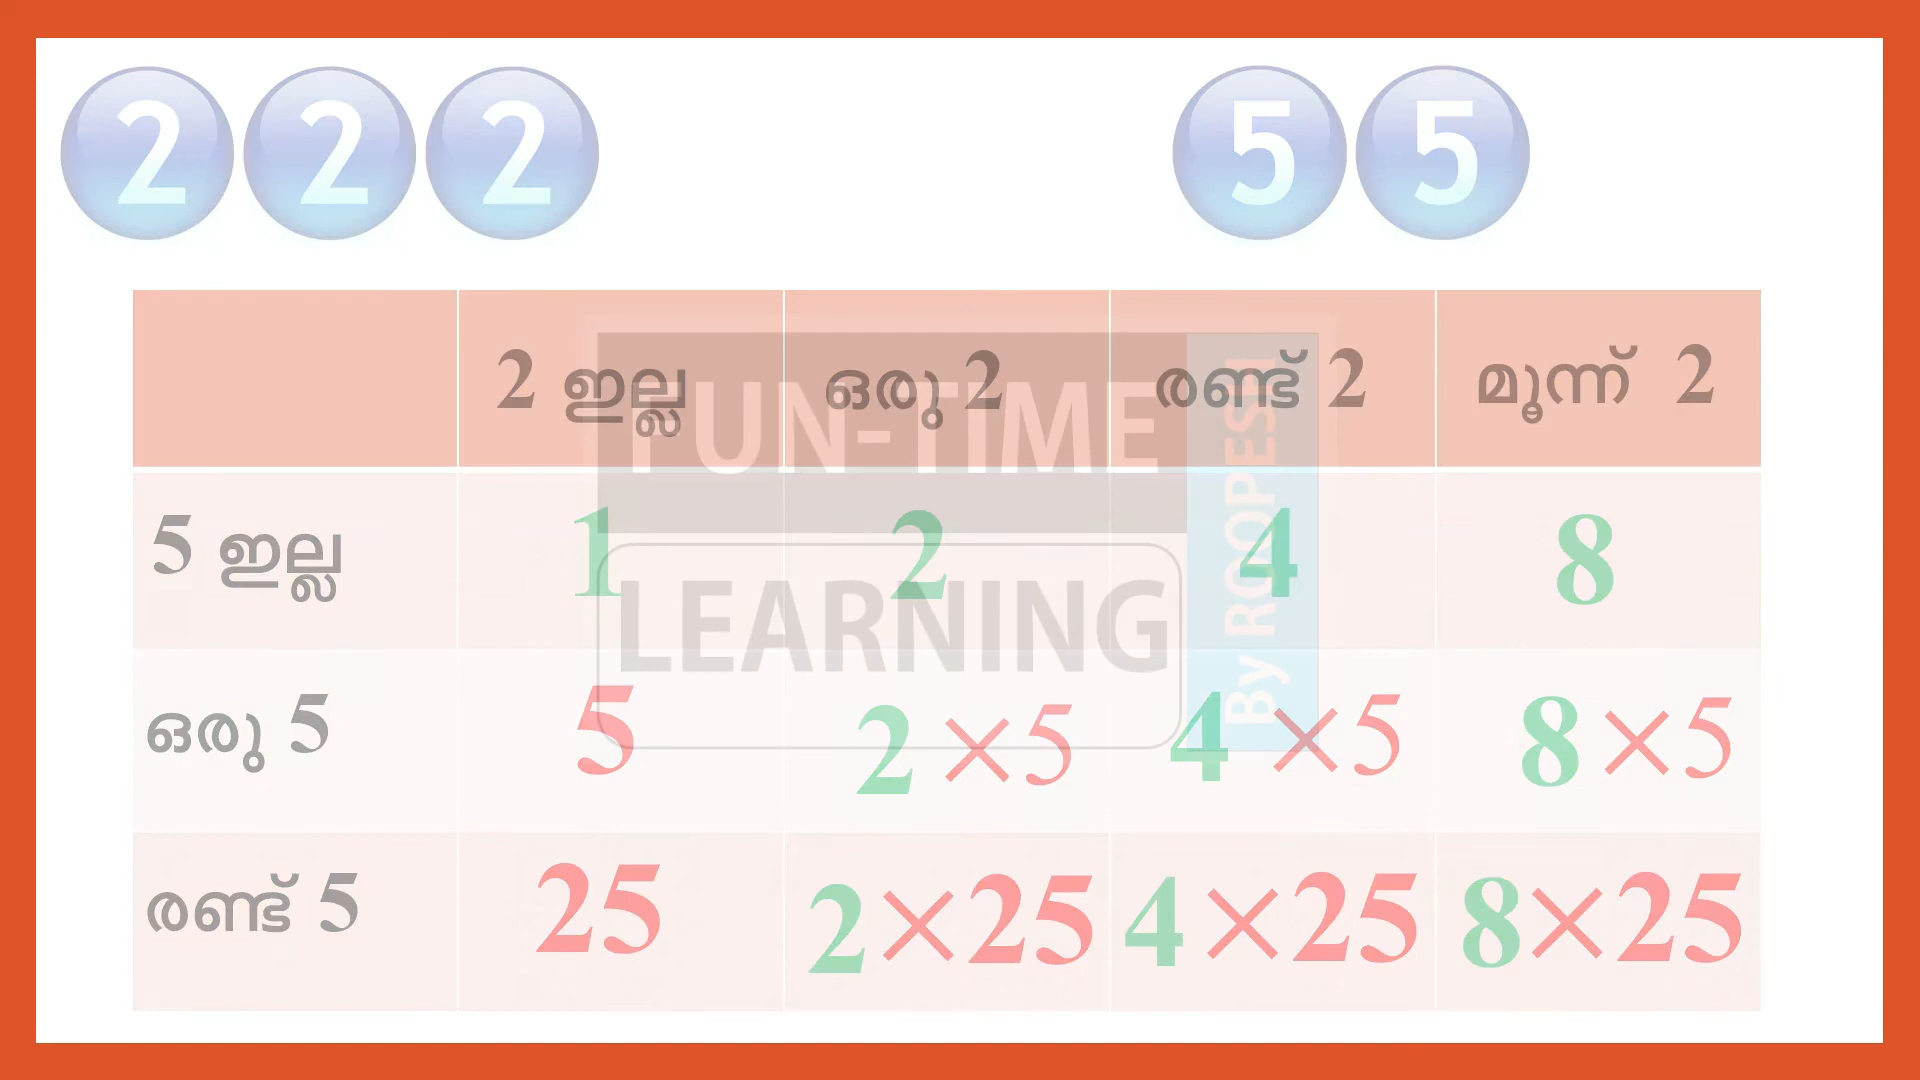 2 2 2 5 5
2 ഇല്ല ഒരു 2 രണ്ട് 2 മൂന്ന് 2
5 ഇല്ല 1 2 4 8
ഒരു 5 5 2 ×5 4 ×5 8 ×5
രണ്ട് 5 25 2×25 4×25 8×25
FUN-TIME
LEARNING
By ROOPESH